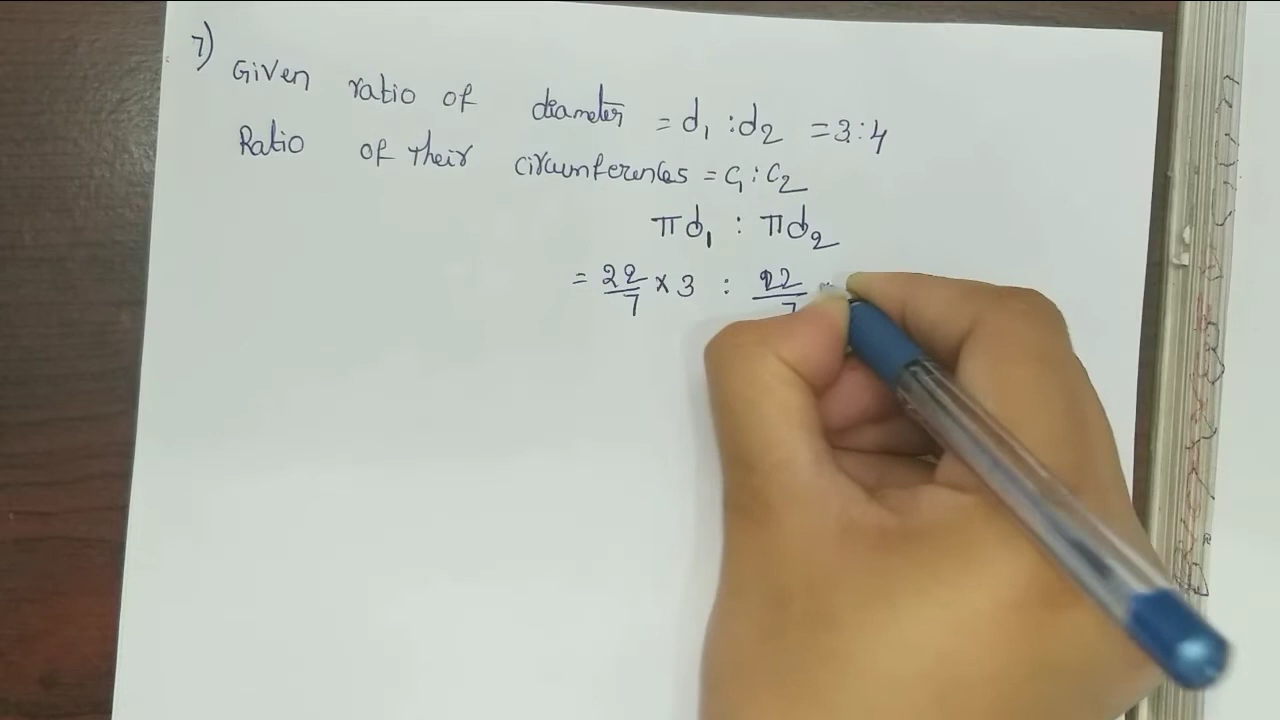 7)
Given ratio of diameter = d₁ : d₂ = 3:4
Ratio of their circumferences = C₁ : C₂
πd₁ : πd₂
= 22/7 × 3 : 22/7